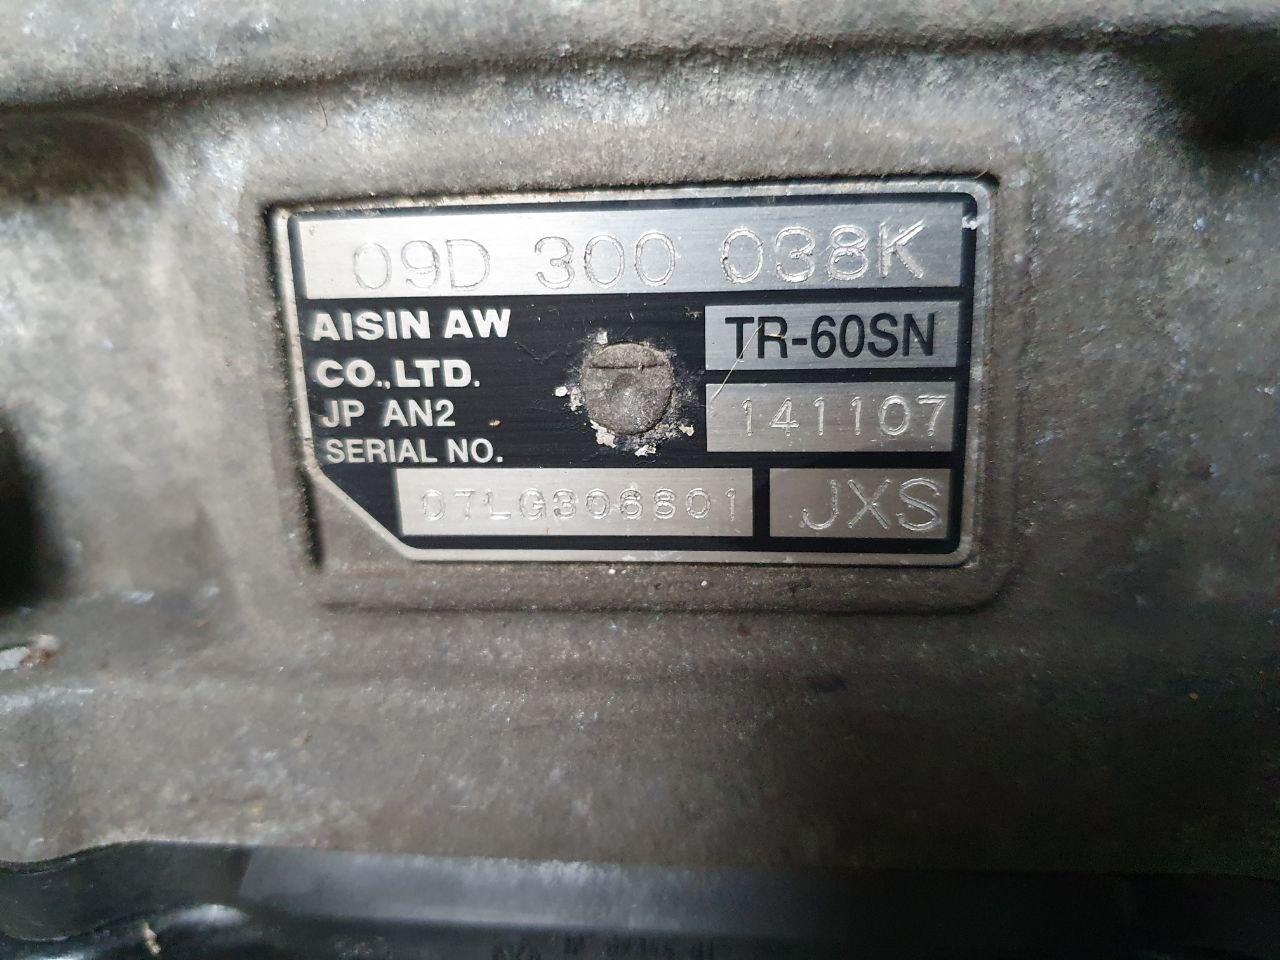 09D 300 038K
AISIN AW
CO.,LTD.
JP AN2
SERIAL NO.
TR-60SN
141107
07LG306801
JXS